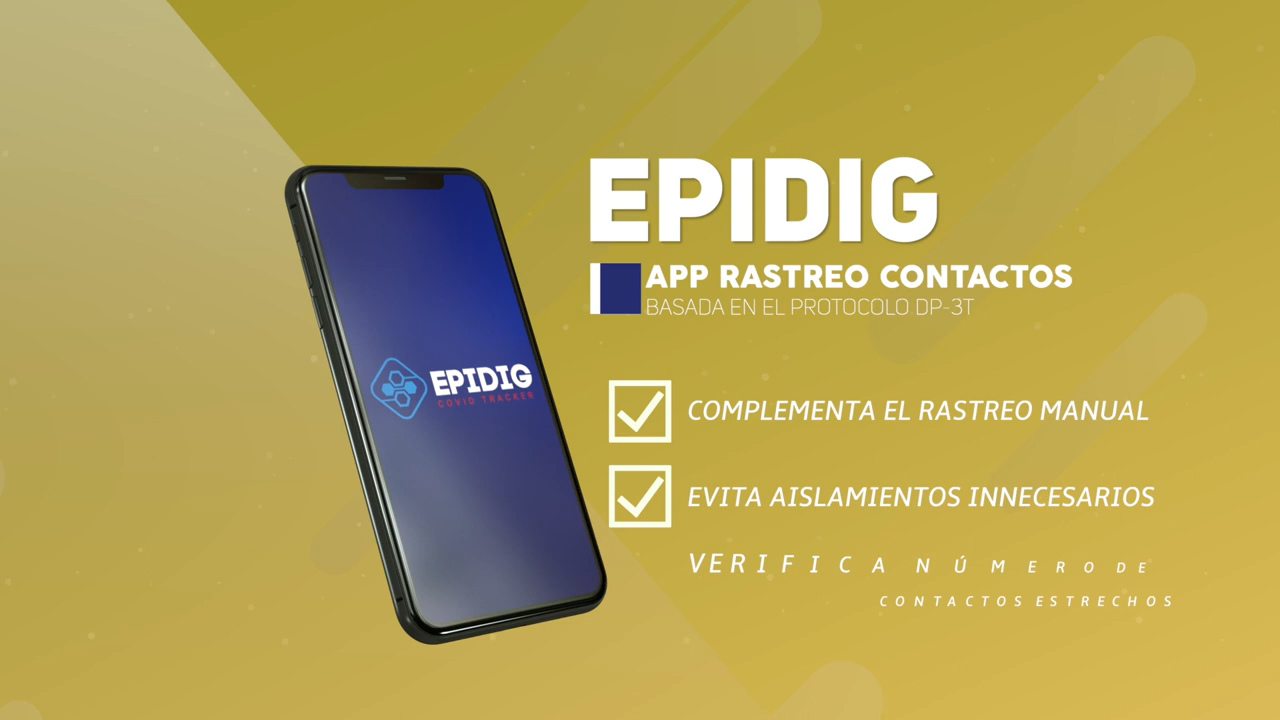 EPIDIG
APP RASTREO CONTACTOS
BASADA EN EL PROTOCOLO DP-3T
EPIDIG
COVID TRACKER
COMPLEMENTA EL RASTREO MANUAL
EVITA AISLAMIENTOS INNECESARIOS
VERIFICA NÚMERO DE
CONTACTOS ESTRECHOS